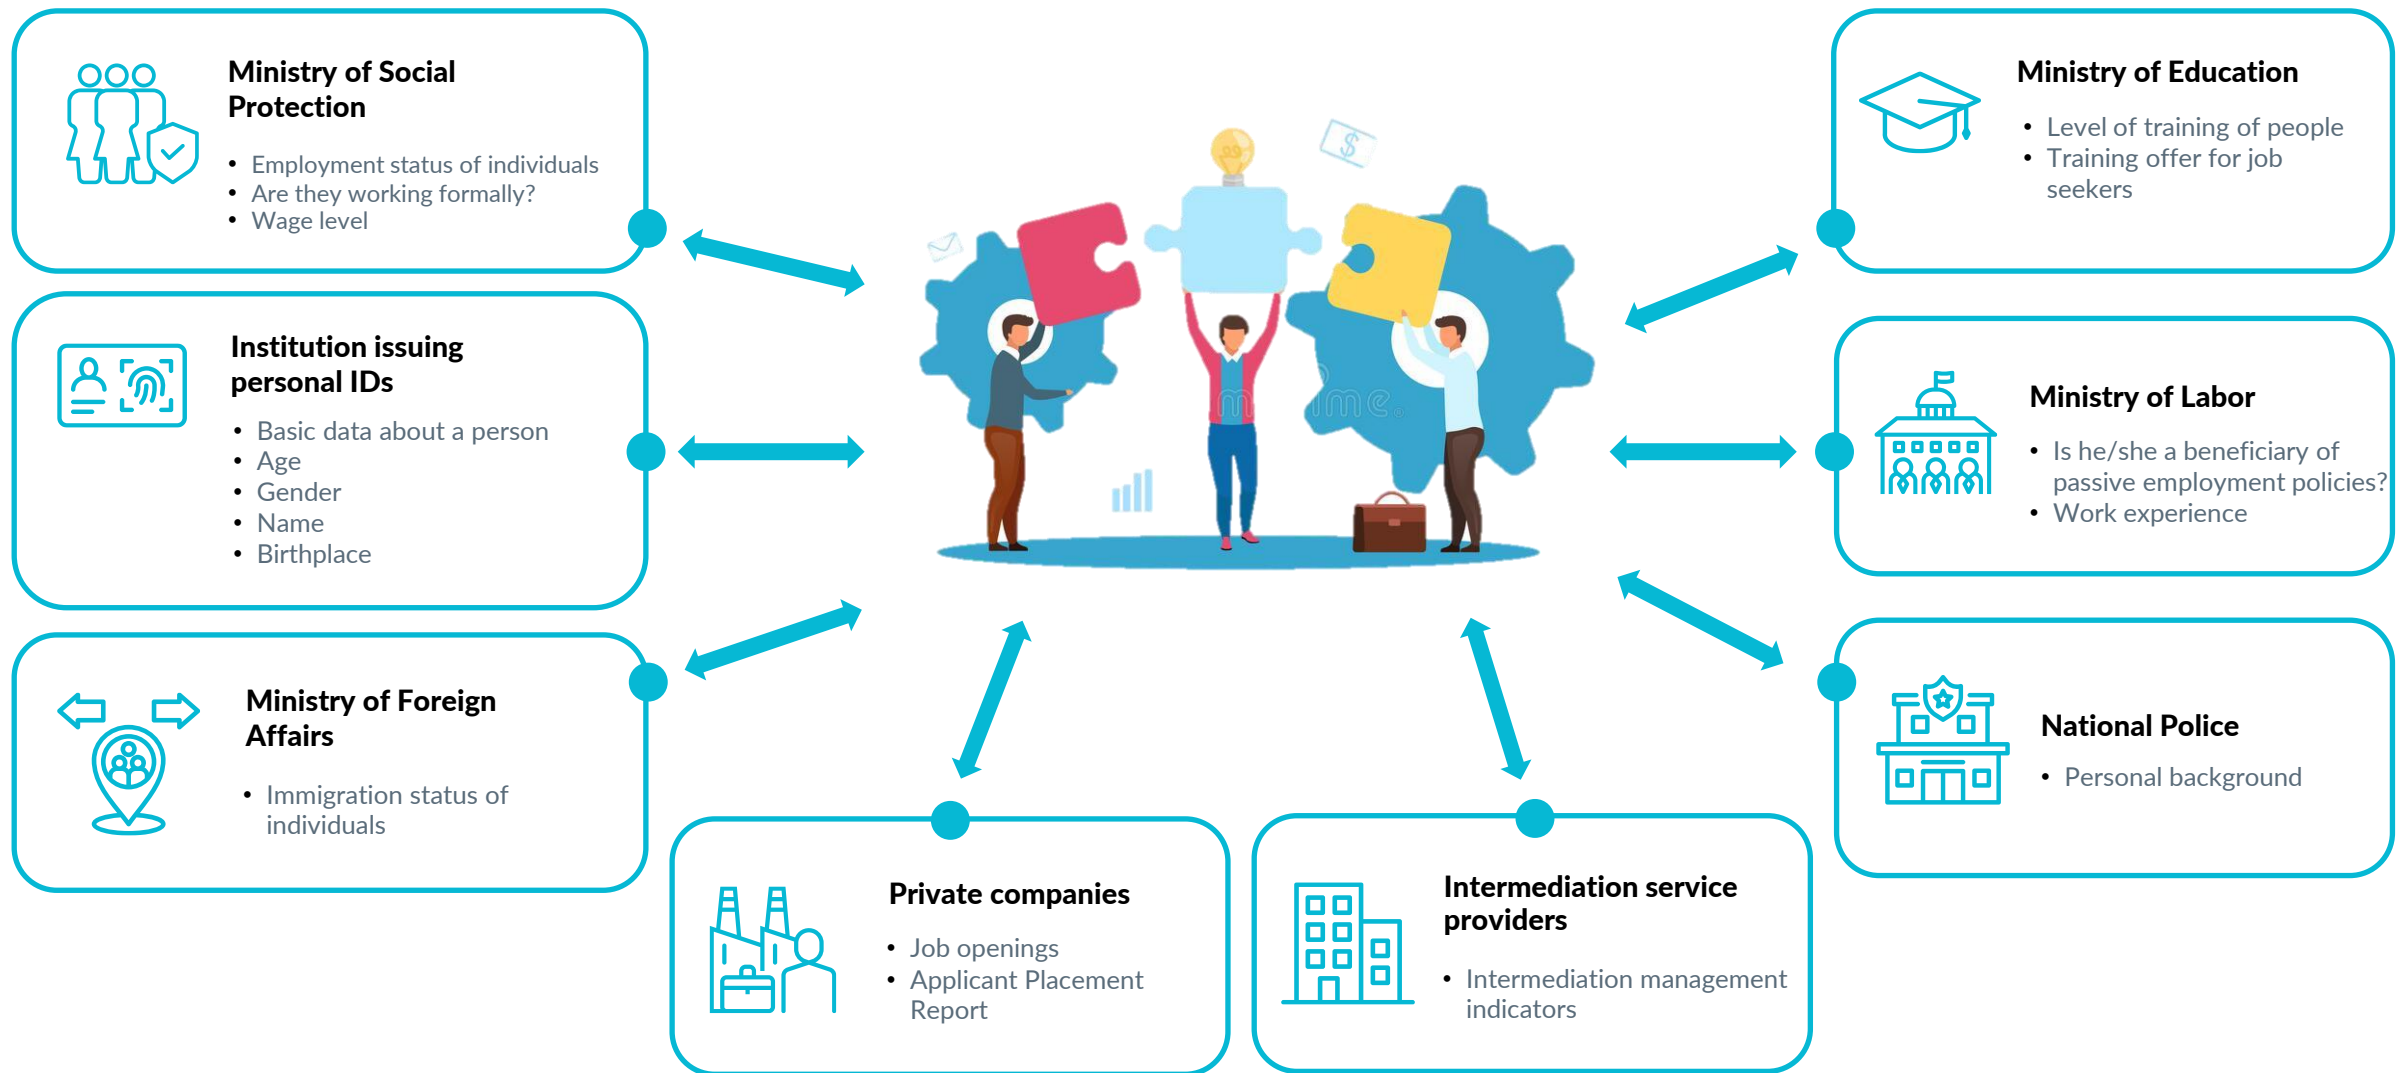 Ministry of Social
Protection
• Employment status of individuals
• Are they working formally?
• Wage level
Institution issuing
personal IDs
• Basic data about a person
• Age
• Gender
• Name
• Birthplace
Ministry of Foreign
Affairs
• Immigration status of
individuals
Private companies
• Job openings
• Applicant Placement
Report
Intermediation service
providers
• Intermediation management
indicators
Ministry of Education
• Level of training of people
• Training offer for job
seekers
Ministry of Labor
• Is he/she a beneficiary of
passive employment policies?
• Work experience
National Police
• Personal background
$